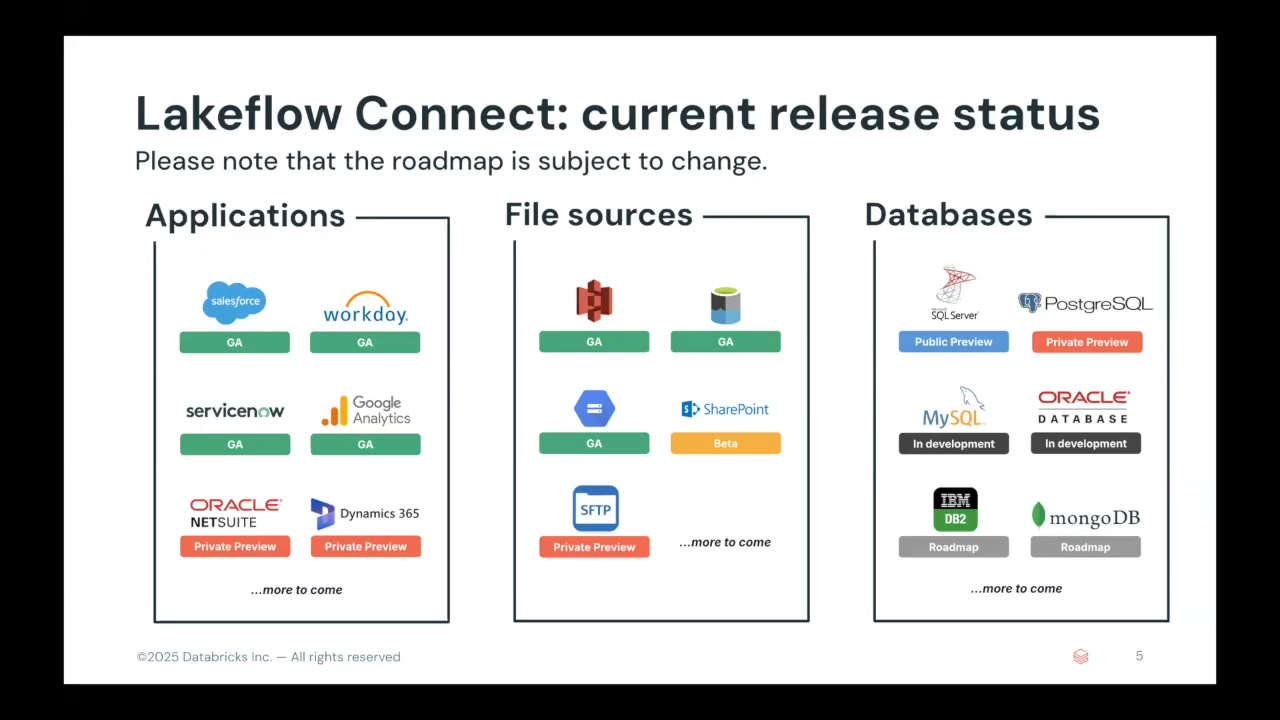 Lakeflow Connect: current release status
Please note that the roadmap is subject to change.
Applications
salesforce
workday.
GA
GA
servicenow
Google
Analytics
GA
GA
ORACLE
NETSUITE
Dynamics 365
Private Preview
Private Preview
...more to come
File sources
GA
GA
SharePoint
GA
Beta
SFTP
Private Preview
...more to come
Databases
Microsoft
SQL Server
PostgreSQL
Public Preview
Private Preview
MySQL
ORACLE
DATABASE
In development
In development
IBM
DB2
mongoDB
Roadmap
Roadmap
...more to come
©2025 Databricks Inc. — All rights reserved
5